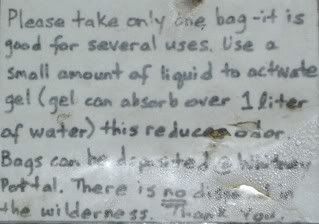 Please take only one bag-it is
good for several uses. Use a
small amount of liquid to activate
gel (gel can absorb over 1 liter
of water) this reduces odor.
Bags can be deposited @ Whitney
Portal. There is no disposal in
the wilderness. Thank you.